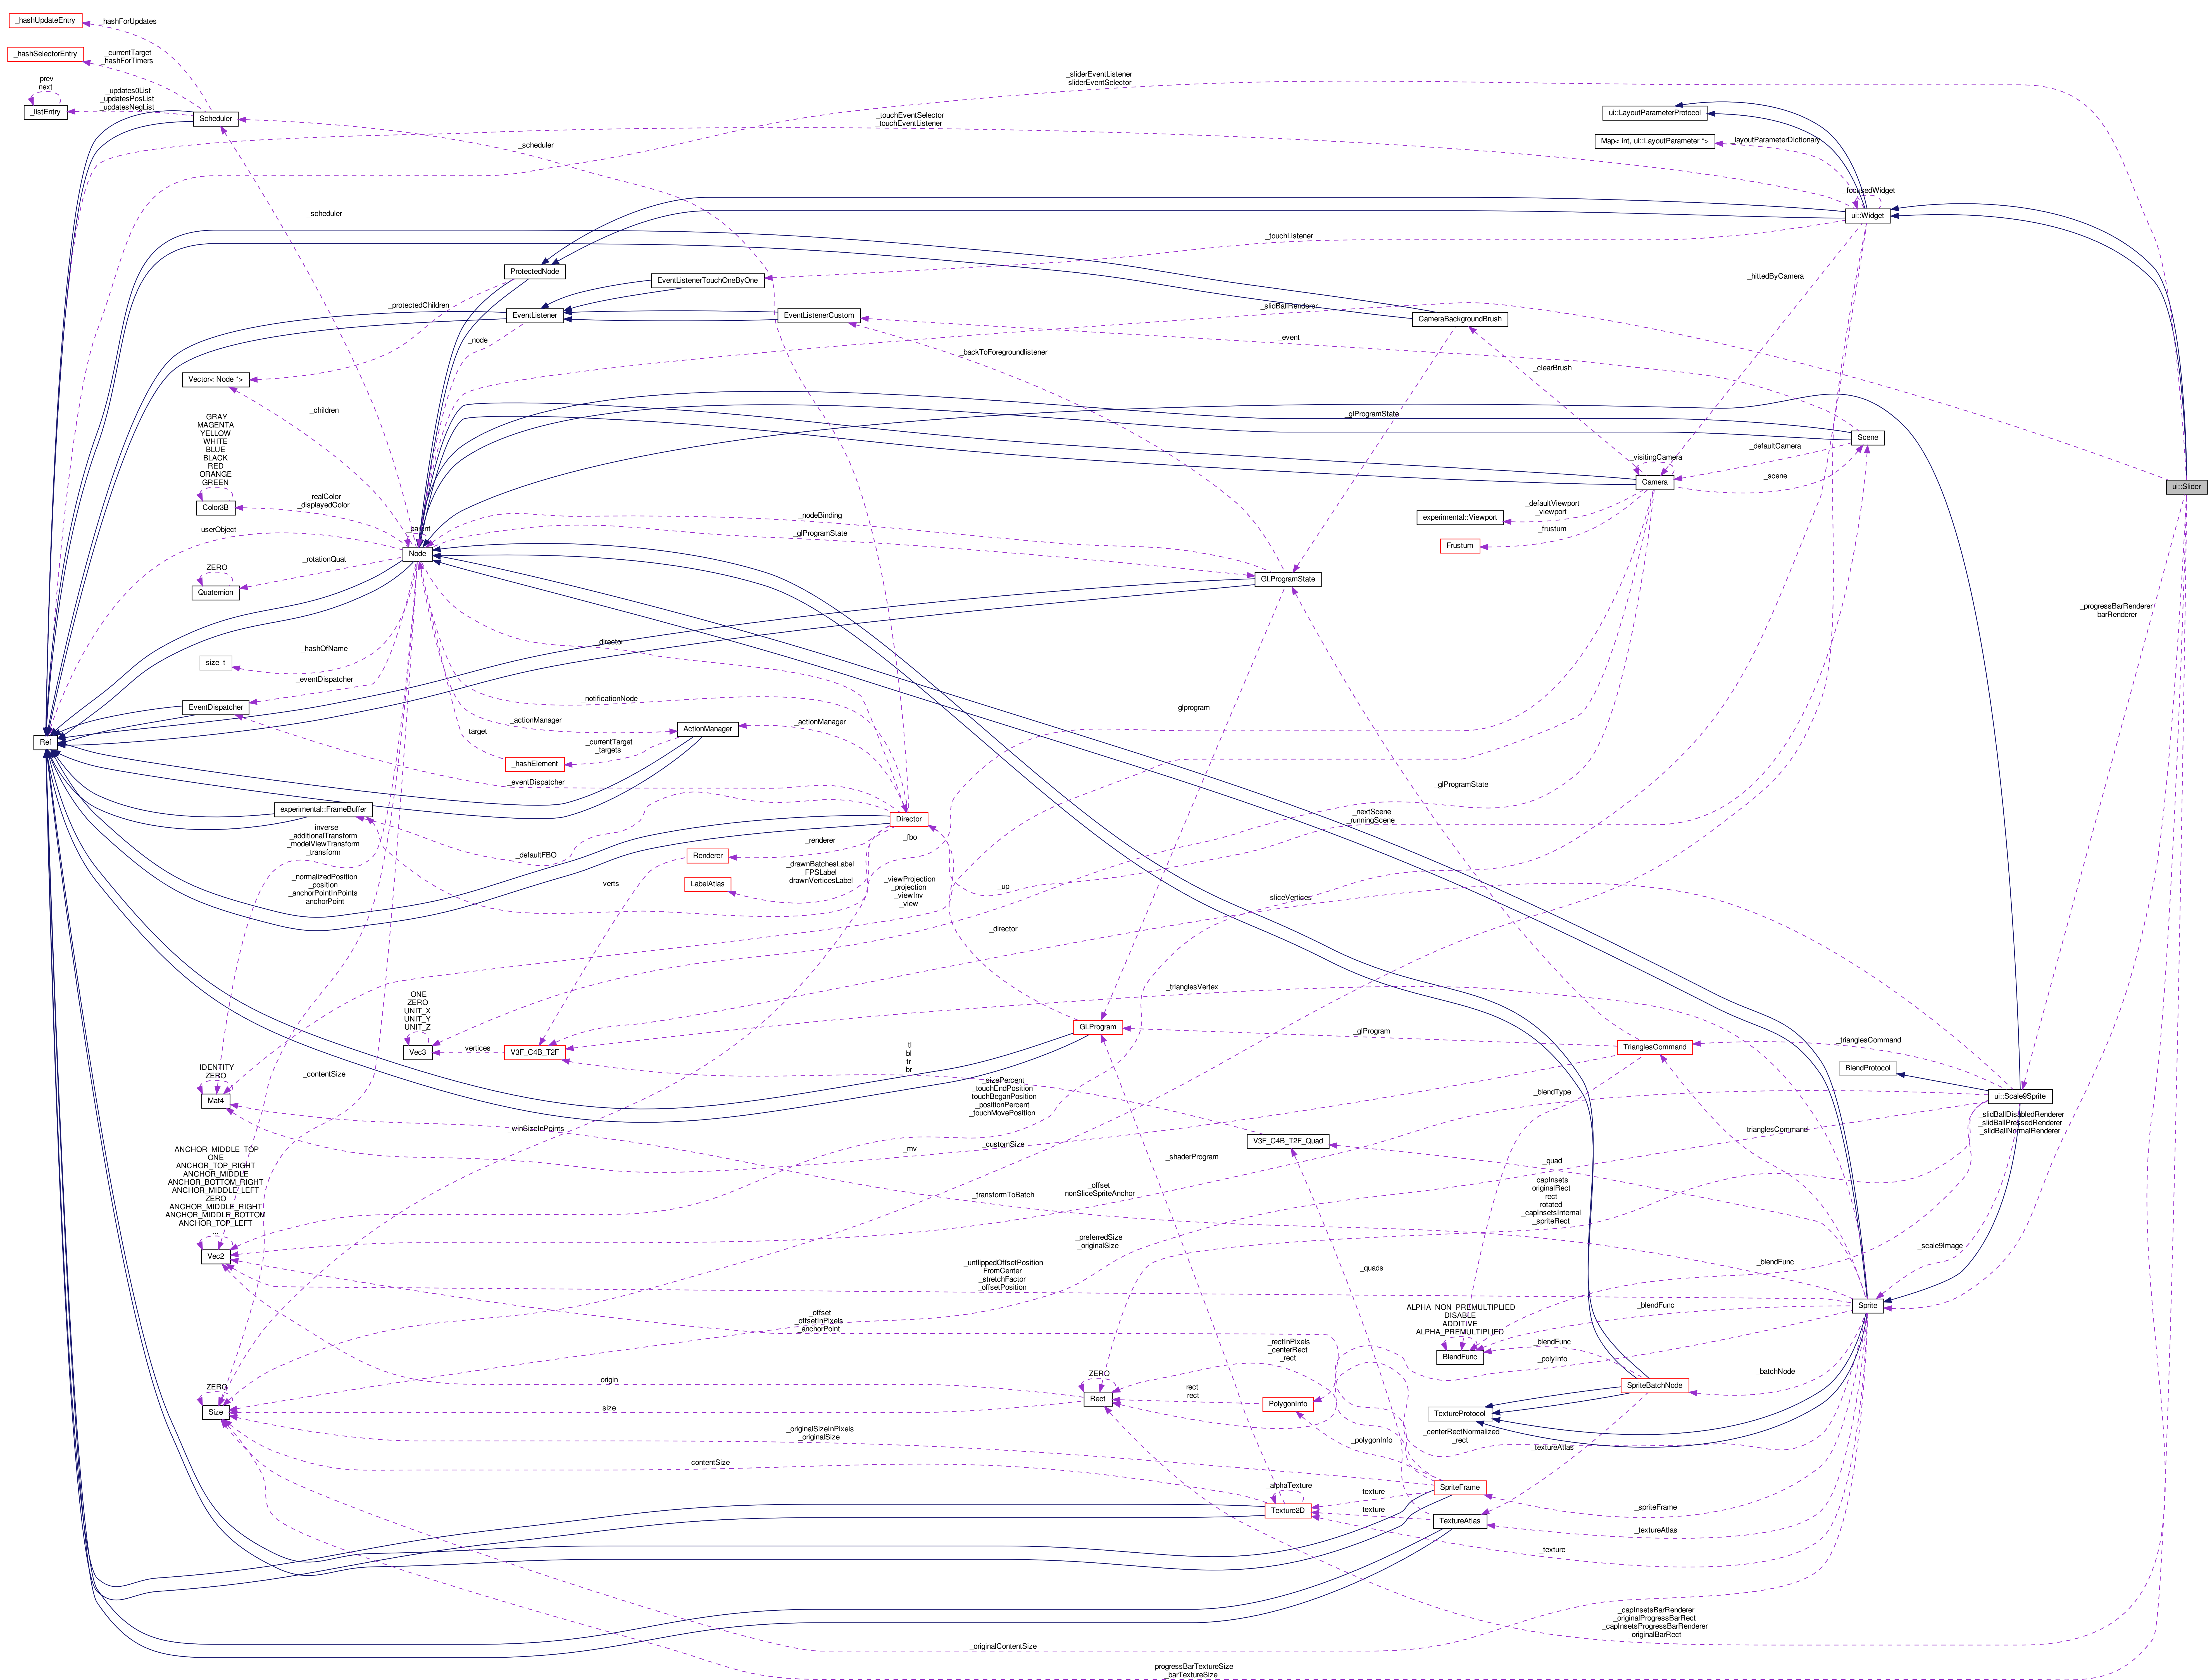 _hashUpdateEntry
_hashForUpdates
_hashSelectorEntry
_currentTarget
_hashForTimers
prev
next
_listEntry
_updates0List
_updatesPosList
_updatesNegList
Scheduler
_sliderEventListener
_sliderEventSelector
_touchEventSelector
_touchEventListener
_scheduler
ui::LayoutParameterProtocol
Map< int, ui::LayoutParameter *>
_layoutParameterDictionary
_focusedWidget
ui::Widget
_scheduler
_touchListener
ProtectedNode
EventListenerTouchOneByOne
_hittedByCamera
_protectedChildren
EventListener
EventListenerCustom
_slidBallRenderer
CameraBackgroundBrush
_node
_event
_backToForegroundlistener
_clearBrush
Vector< Node *>
_children
GRAY
MAGENTA
YELLOW
WHITE
BLUE
BLACK
RED
ORANGE
GREEN
Color3B
_realColor
_displayedColor
_glProgramState
Scene
_defaultCamera
_visitingCamera
Camera
_scene
ui::Slider
_defaultViewport
_viewport
experimental::Viewport
_frustum
Frustum
_userObject
_parent
Node
_nodeBinding
_glProgramState
_rotationQuat
ZERO
Quaternion
GLProgramState
_progressBarRenderer
_barRenderer
_hashOfName
size_t
_director
_eventDispatcher
EventDispatcher
_notificationNode
_actionManager
ActionManager
_actionManager
_glprogram
target
_currentTarget
_targets
_hashElement
Ref
_eventDispatcher
_glProgramState
experimental::FrameBuffer
Director
_nextScene
_runningScene
_inverse
_additionalTransform
_modelViewTransform
_transform
_defaultFBO
_renderer
_fbo
Renderer
_drawnBatchesLabel
_FPSLabel
_drawnVerticesLabel
LabelAtlas
_verts
_normalizedPosition
_position
_anchorPointInPoints
_anchorPoint
_viewProjection
_projection
_viewInv
_view
_up
_sliceVertices
_director
_trianglesVertex
ONE
ZERO
UNIT_X
UNIT_Y
UNIT_Z
Vec3
vertices
V3F_C4B_T2F
GLProgram
_glProgram
TrianglesCommand
_trianglesCommand
BlendProtocol
tl
bl
tr
br
IDENTITY
ZERO
Mat4
_contentSize
_sizePercent
_touchEndPosition
_touchBeganPosition
_positionPercent
_touchMovePosition
_blendType
ui::Scale9Sprite
_slidBallDisabledRenderer
_slidBallPressedRenderer
_slidBallNormalRenderer
_winSizeInPoints
_mv
_customSize
V3F_C4B_T2F_Quad
_trianglesCommand
_shaderProgram
_quad
ANCHOR_MIDDLE_TOP
ONE
ANCHOR_TOP_RIGHT
ANCHOR_MIDDLE
ANCHOR_BOTTOM_RIGHT
ANCHOR_MIDDLE_LEFT
ZERO
ANCHOR_MIDDLE_RIGHT
ANCHOR_MIDDLE_BOTTOM
ANCHOR_TOP_LEFT
...
Vec2
_transformToBatch
_offset
_nonSliceSpriteAnchor
capInsets
originalRect
rect
rotated
_capInsetsInternal
_spriteRect
_preferredSize
_originalSize
_scale9Image
_unflippedOffsetPosition
FromCenter
_stretchFactor
_offsetPosition
_quads
_blendFunc
_offset
_offsetInPixels
_anchorPoint
ALPHA_NON_PREMULTIPLIED
DISABLE
ADDITIVE
ALPHA_PREMULTIPLIED
BlendFunc
_blendFunc
Sprite
_rectInPixels
_centerRect
_rect
_blendFunc
_polyInfo
_batchNode
SpriteBatchNode
ZERO
Size
origin
size
ZERO
Rect
rect
_rect
PolygonInfo
TextureProtocol
_originalSizeInPixels
_originalSize
_polygonInfo
_centerRectNormalized
_rect
_textureAtlas
_contentSize
_alphaTexture
Texture2D
_texture
_texture
SpriteFrame
TextureAtlas
_spriteFrame
_textureAtlas
_texture
_capInsetsBarRenderer
_originalProgressBarRect
_capInsetsProgressBarRenderer
_originalBarRect
_originalContentSize
_progressBarTextureSize
_barTextureSize